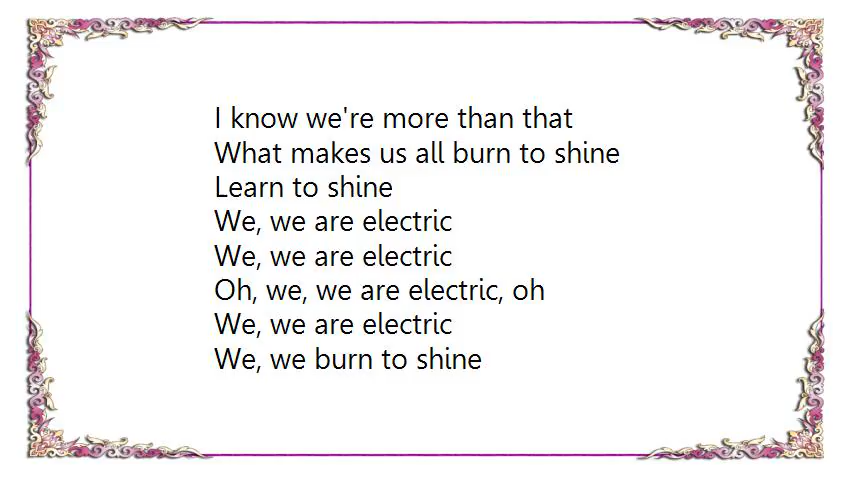 I know we're more than that
What makes us all burn to shine
Learn to shine
We, we are electric
We, we are electric
Oh, we, we are electric, oh
We, we are electric
We, we burn to shine